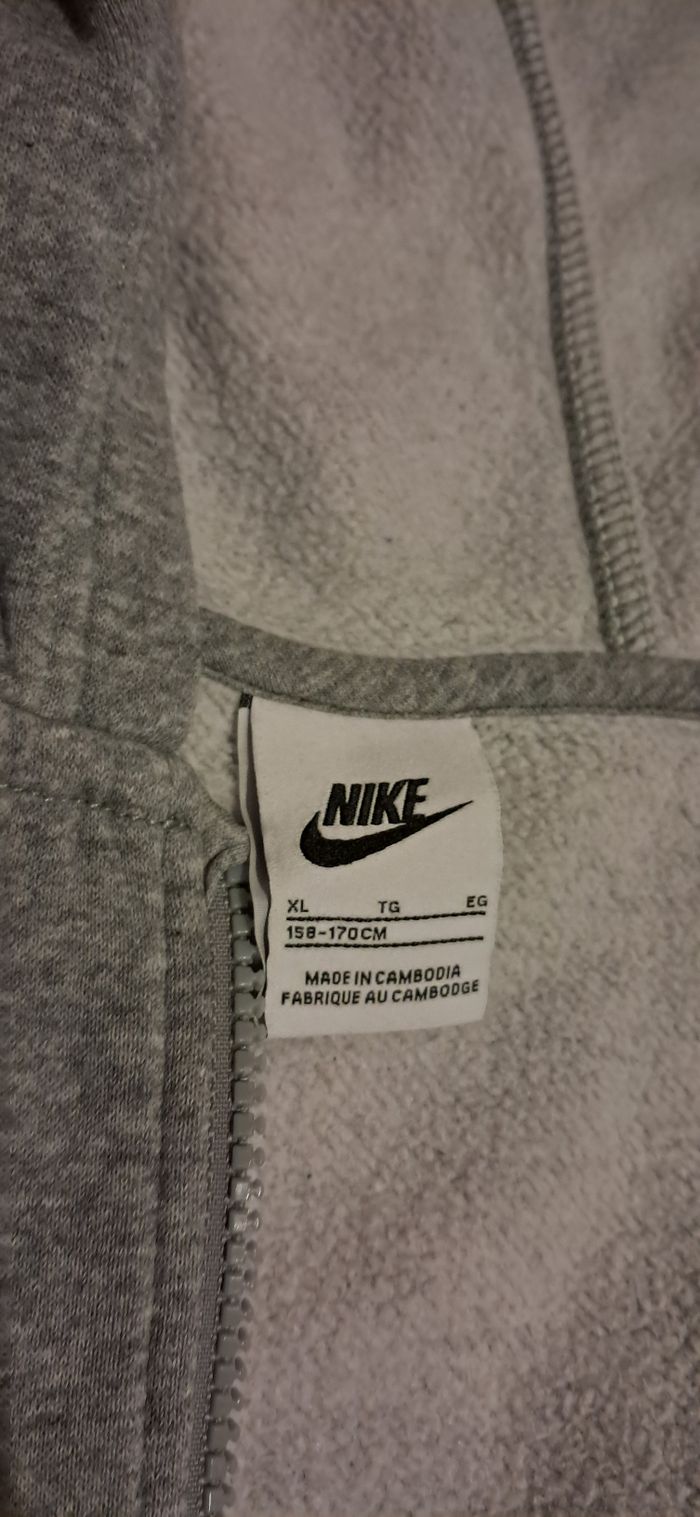 NIKE
XL TG EG
158-170CM
MADE IN CAMBODIA
FABRIQUE AU CAMBODGE